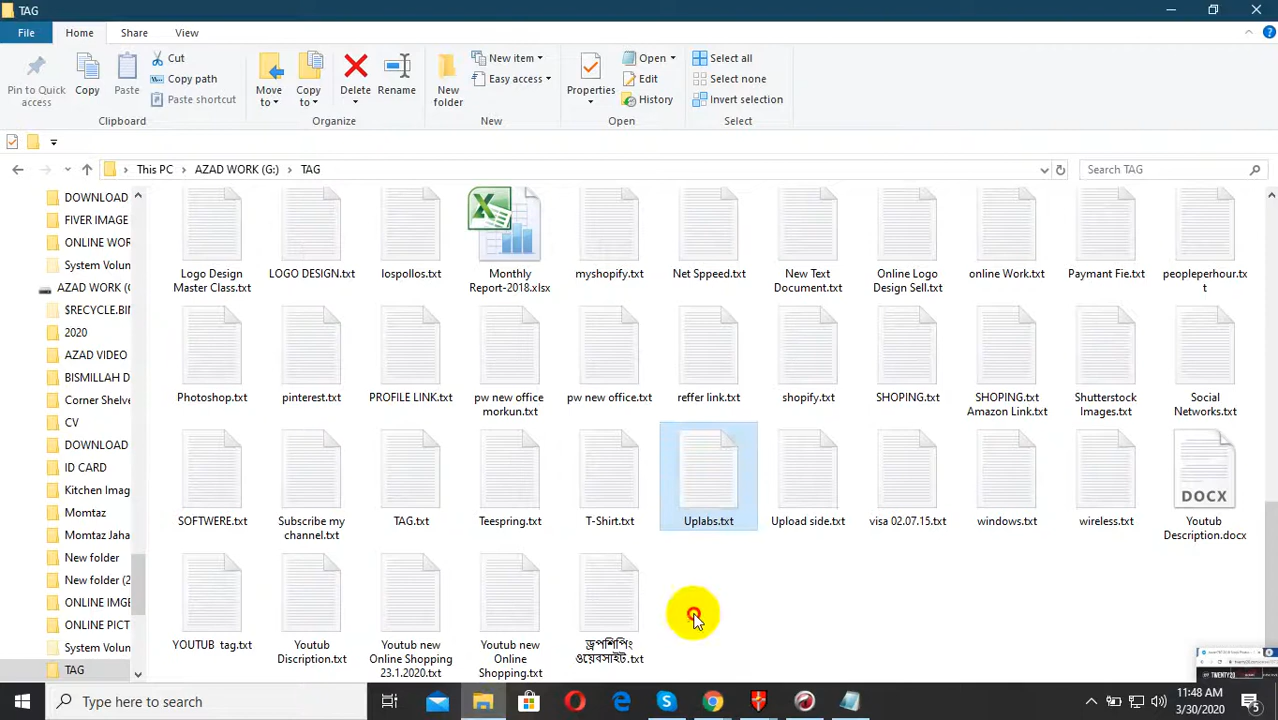 TAG
File Home Share View
Pin to Quick access
Copy
Paste
Cut
Copy path
Paste shortcut
Clipboard
Move to
Copy to
Delete
Rename
Organize
New folder
New item
Easy access
New
Properties
Open
Edit
History
Open
Select all
Select none
Invert selection
Select
This PC > AZAD WORK (G:) > TAG
Search TAG
DOWNLOAD
FIVER IMAGE
ONLINE WOR
System Volun
AZAD WORK (
$RECYCLE.BIN
2020
AZAD VIDEO
BISMILLAH D
Corner Shelve
CV
DOWNLOAD
ID CARD
Kitchen Imag
Momtaz
Momtaz Jaha
New folder
New folder (2
ONLINE IMGE
ONLINE PICT
System Volun
TAG
Logo Design
Master Class.txt
LOGO DESIGN.txt
lospollos.txt
Monthly
Report-2018.xlsx
myshopify.txt
Net Sppeed.txt
New Text
Document.txt
Online Logo
Design Sell.txt
online Work.txt
Paymant Fie.txt
peopleperhour.tx
t
Photoshop.txt
pinterest.txt
PROFILE LINK.txt
pw new office
morkun.txt
pw new office.txt
reffer link.txt
shopify.txt
SHOPING.txt
SHOPING.txt
Amazon Link.txt
Shutterstock
Images.txt
Social
Networks.txt
SOFTWERE.txt
Subscribe my
channel.txt
TAG.txt
Teespring.txt
T-Shirt.txt
Uplabs.txt
Upload side.txt
visa 02.07.15.txt
windows.txt
wireless.txt
DOCX
Youtub
Description.docx
YOUTUB tag.txt
Youtub
Discription.txt
Youtub new
Online Shopping
23.1.2020.txt
Youtub new
Online
Shopping.txt
ড্রপশিপিং
ওয়েবসাইট.txt
TWENTY20
Type here to search
11:48 AM
3/30/2020
5